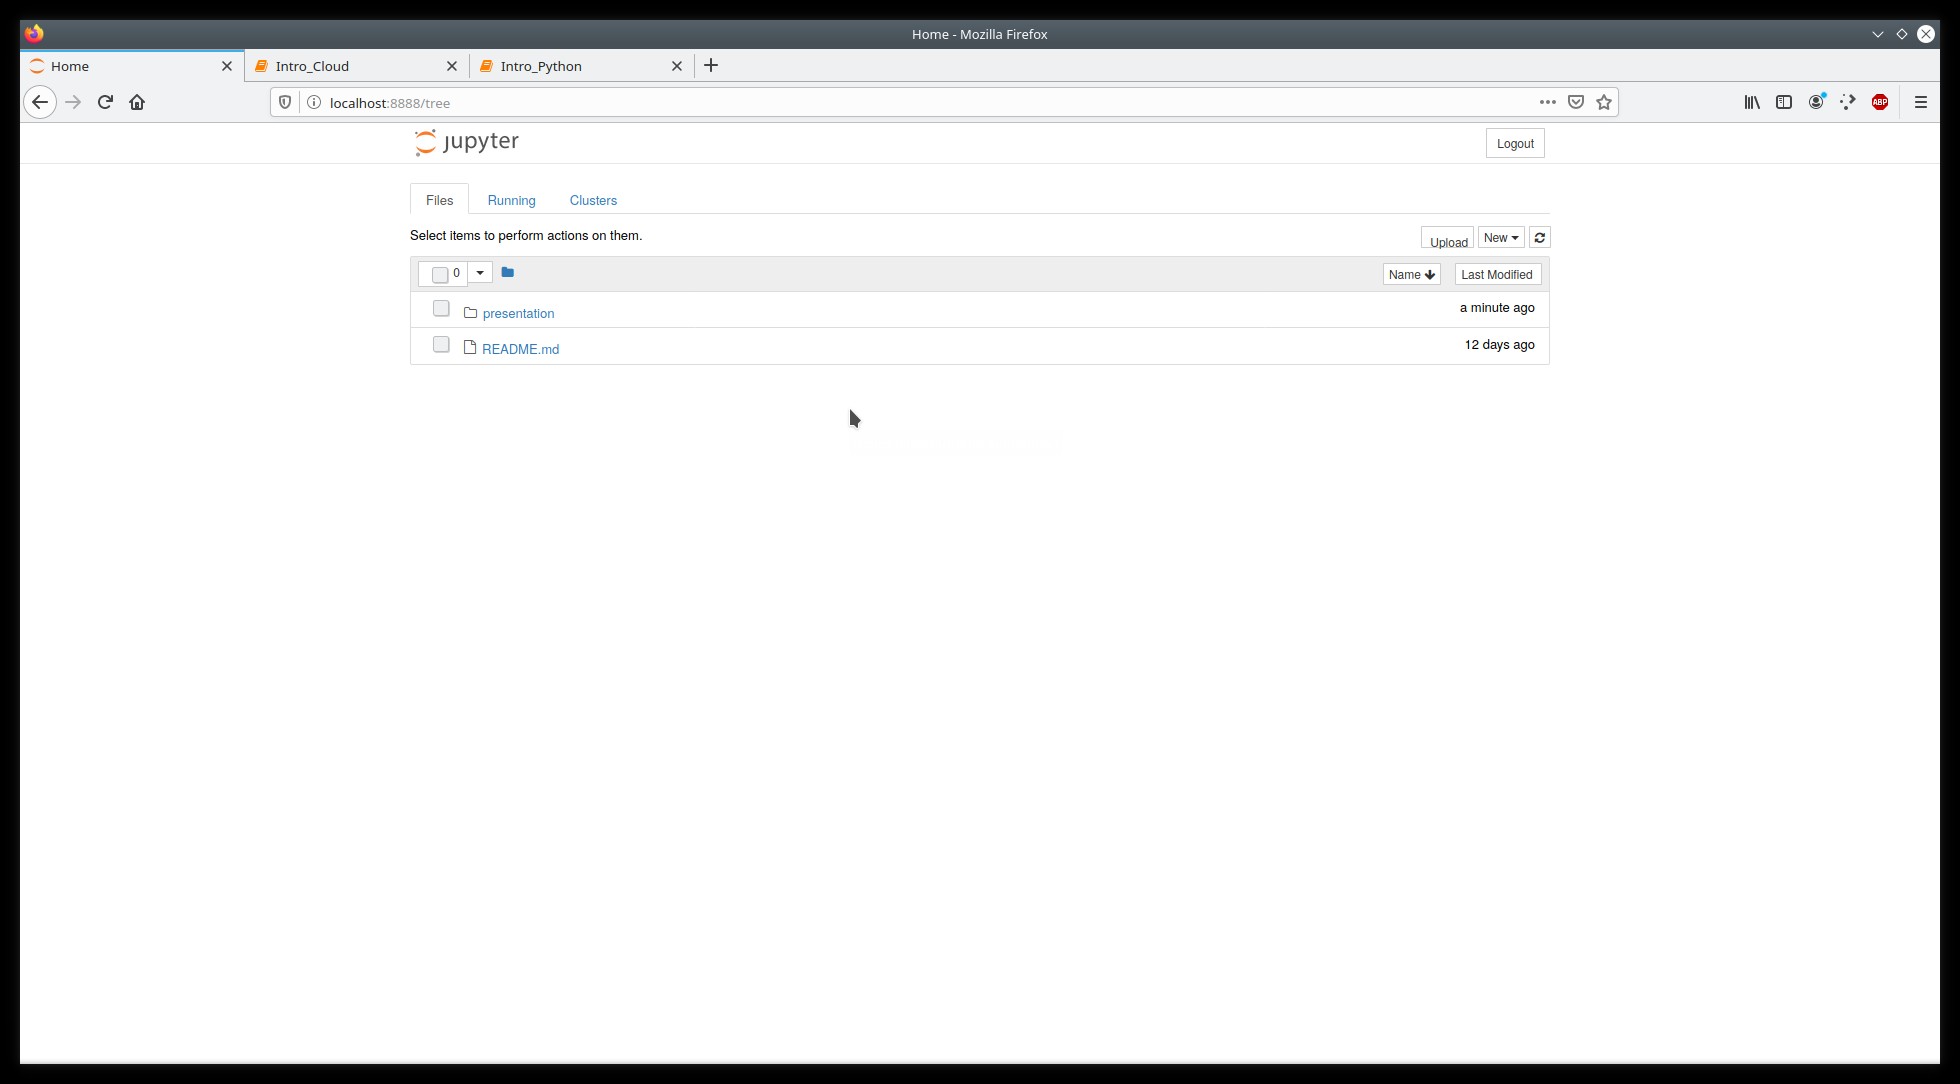 Home - Mozilla Firefox
Home Intro_Cloud Intro_Python
localhost:8888/tree ABP
jupyter Logout
Files Running Clusters
Select items to perform actions on them. Upload New
0 Name Last Modified
presentation a minute ago
README.md 12 days ago